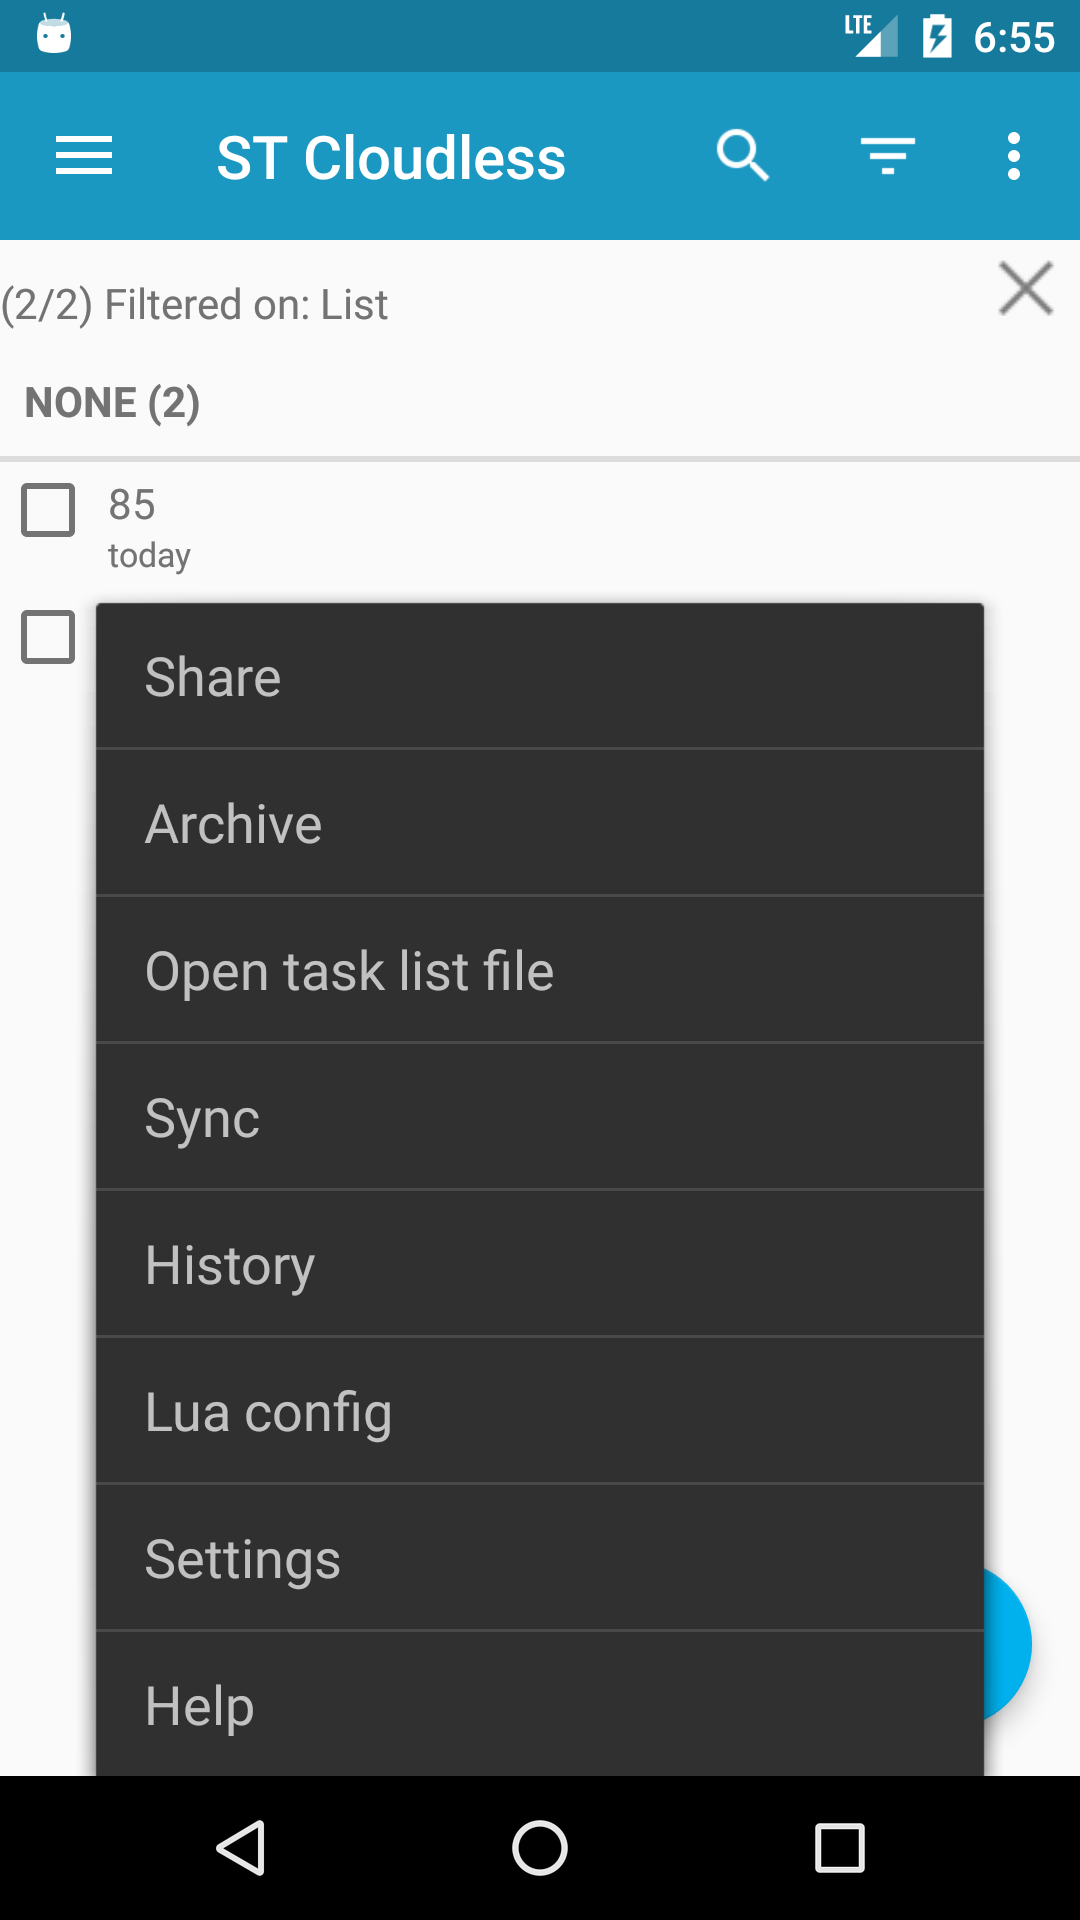 LTE 6:55
ST Cloudless
(2/2) Filtered on: List
NONE (2)
85
today
Share
Archive
Open task list file
Sync
History
Lua config
Settings
Help